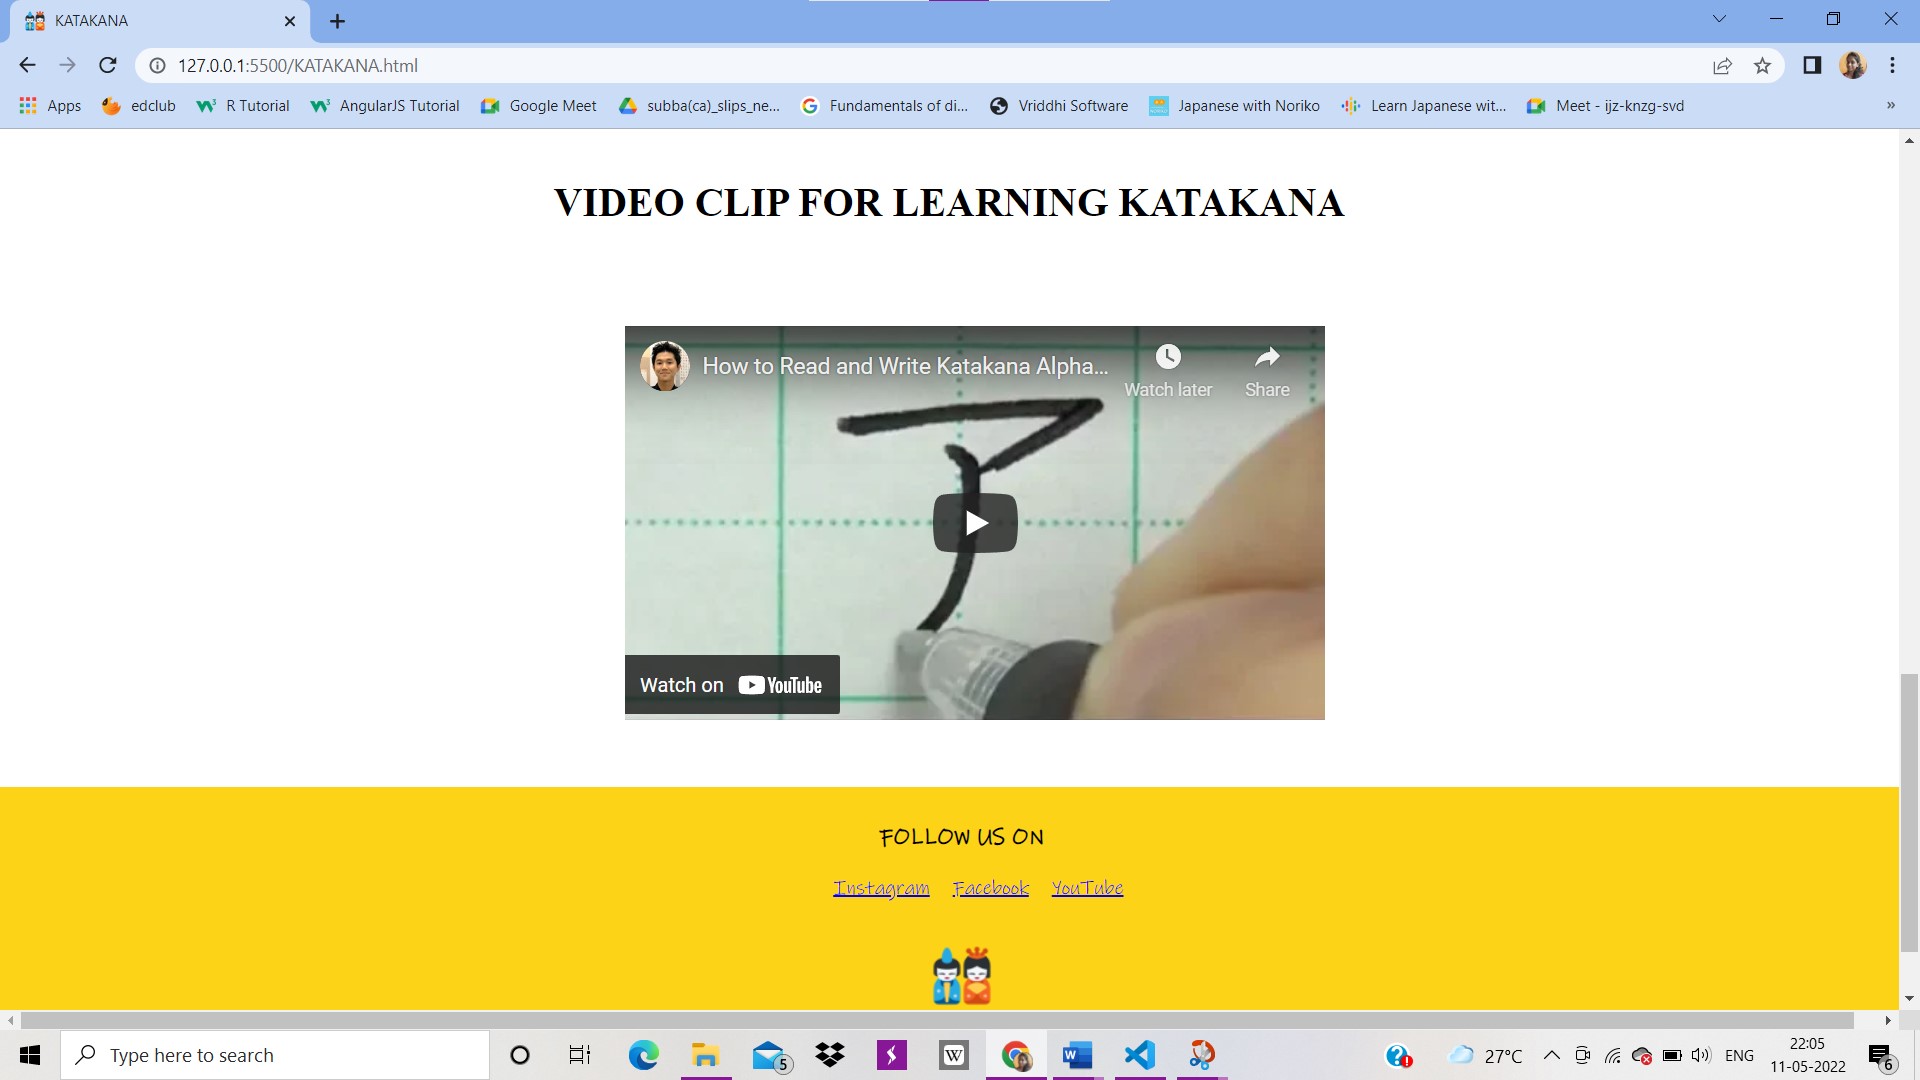 KATAKANA
127.0.0.1:5500/KATAKANA.html
Apps edclub R Tutorial AngularJS Tutorial Google Meet subba(ca)_slips_ne... Fundamentals of di... Vriddhi Software Japanese with Noriko Learn Japanese wit... Meet - ijz-knzg-svd »
VIDEO CLIP FOR LEARNING KATAKANA
How to Read and Write Katakana Alpha...
Watch later Share
ア
Watch on YouTube
FOLLOW US ON
Instagram Facebook YouTube
Type here to search
5
W
W
27°C
ENG
22:05
11-05-2022
6